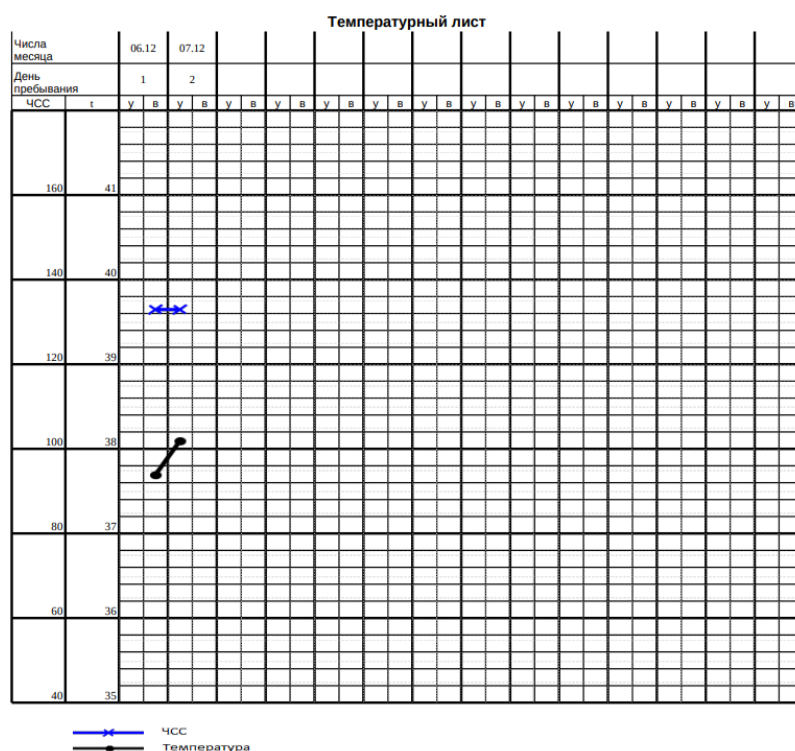 Температурный лист
Числа месяца 06.12 07.12
День пребывания 1 2
ЧСС t у в у в у в у в у в у в у в у в у в у в у в у в у в у в
160 41
140 40
120 39
100 38
80 37
60 36
40 35
ЧСС
Температура